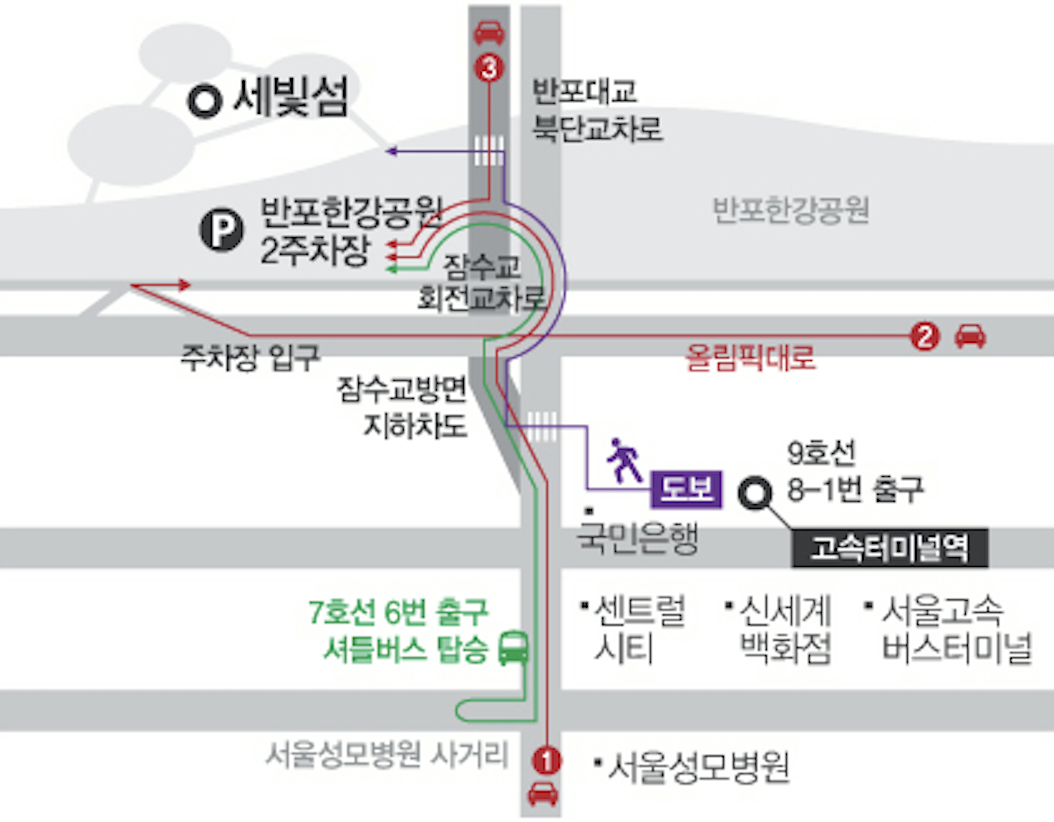 3
세빛섬
반포대교
북단교차로
P
반포한강공원
2주차장
반포한강공원
잠수교
회전교차로
2
주차장 입구
올림픽대로
잠수교방면
지하차도
도보
9호선
8-1번 출구
국민은행
고속터미널역
7호선 6번 출구
셔틀버스 탑승
센트럴
시티
신세계
백화점
서울고속
버스터미널
서울성모병원 사거리
1
서울성모병원